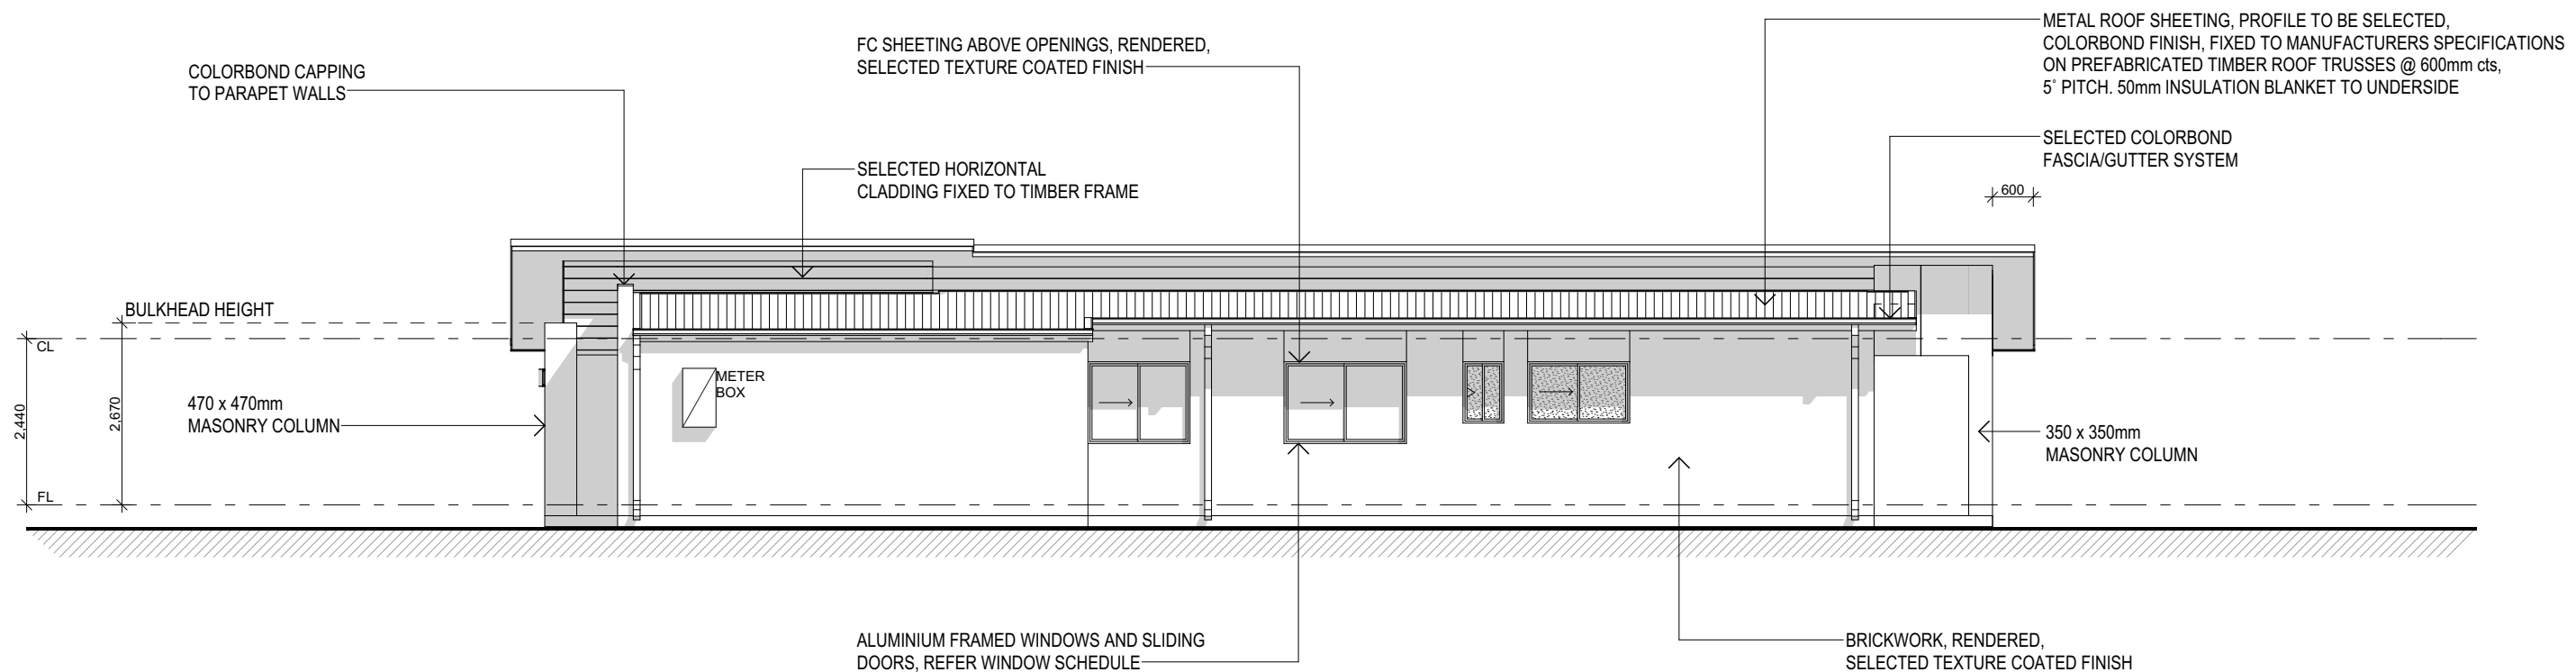 METAL ROOF SHEETING, PROFILE TO BE SELECTED,
COLORBOND FINISH, FIXED TO MANUFACTURERS SPECIFICATIONS
ON PREFABRICATED TIMBER ROOF TRUSSES @ 600mm cts,
5° PITCH. 50mm INSULATION BLANKET TO UNDERSIDE
FC SHEETING ABOVE OPENINGS, RENDERED,
SELECTED TEXTURE COATED FINISH
COLORBOND CAPPING
TO PARAPET WALLS
SELECTED COLORBOND
FASCIA/GUTTER SYSTEM
SELECTED HORIZONTAL
CLADDING FIXED TO TIMBER FRAME
600
BULKHEAD HEIGHT
CL
METER
BOX
470 x 470mm
MASONRY COLUMN
2,440
2,670
350 x 350mm
MASONRY COLUMN
FL
ALUMINIUM FRAMED WINDOWS AND SLIDING
DOORS, REFER WINDOW SCHEDULE
BRICKWORK, RENDERED,
SELECTED TEXTURE COATED FINISH